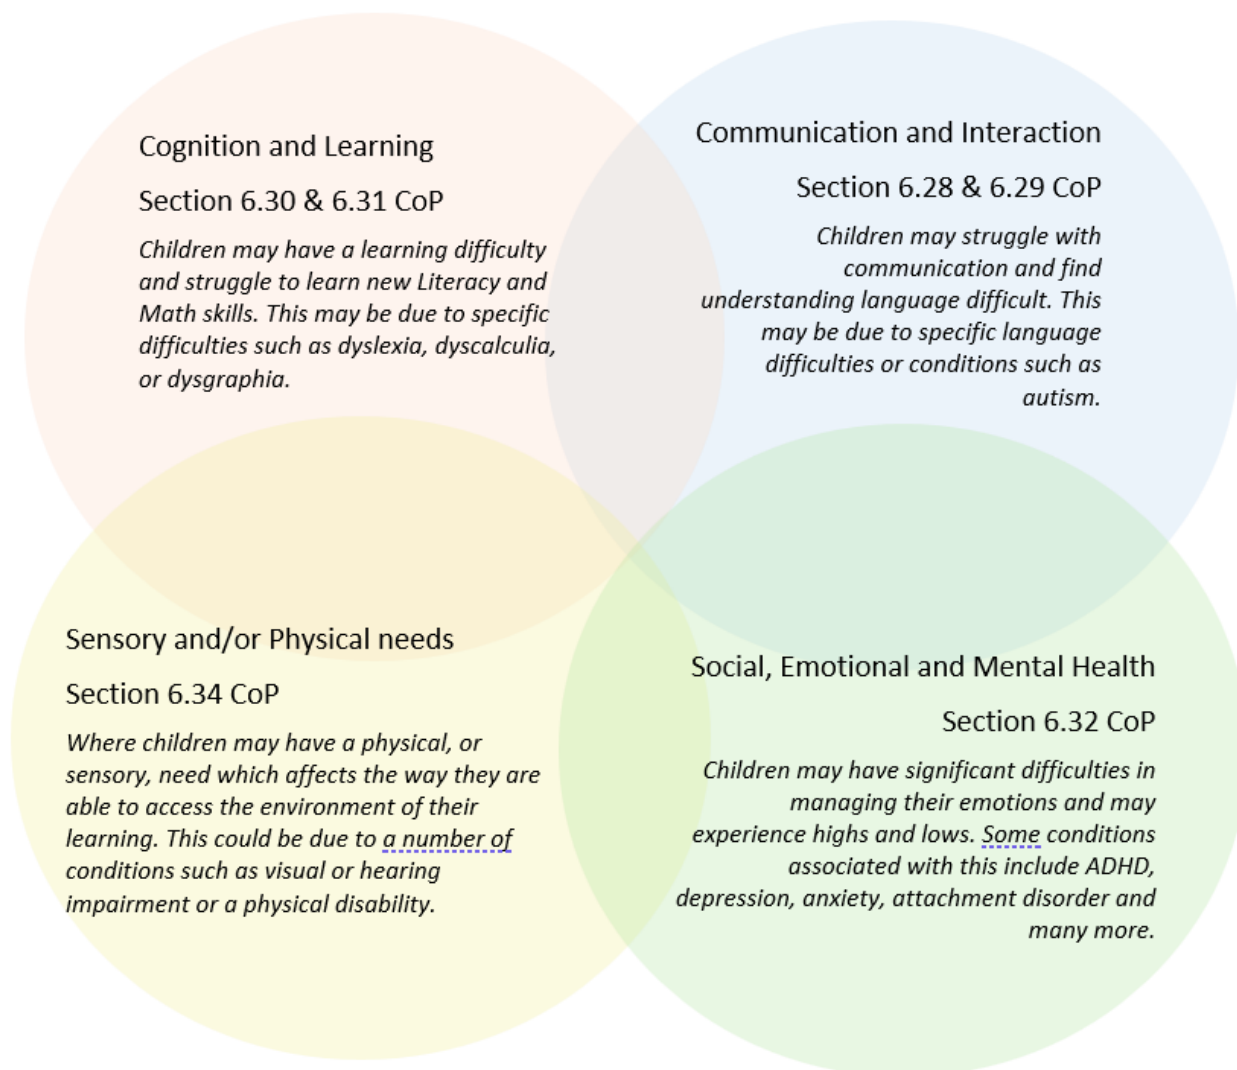 Cognition and Learning
Section 6.30 & 6.31 CoP
Children may have a learning difficulty
and struggle to learn new Literacy and
Math skills. This may be due to specific
difficulties such as dyslexia, dyscalculia,
or dysgraphia.
Communication and Interaction
Section 6.28 & 6.29 CoP
Children may struggle with
communication and find
understanding language difficult. This
may be due to specific language
difficulties or conditions such as
autism.
Sensory and/or Physical needs
Section 6.34 CoP
Where children may have a physical, or
sensory, need which affects the way they are
able to access the environment of their
learning. This could be due to a number of
conditions such as visual or hearing
impairment or a physical disability.
Social, Emotional and Mental Health
Section 6.32 CoP
Children may have significant difficulties in
managing their emotions and may
experience highs and lows. Some conditions
associated with this include ADHD,
depression, anxiety, attachment disorder and
many more.